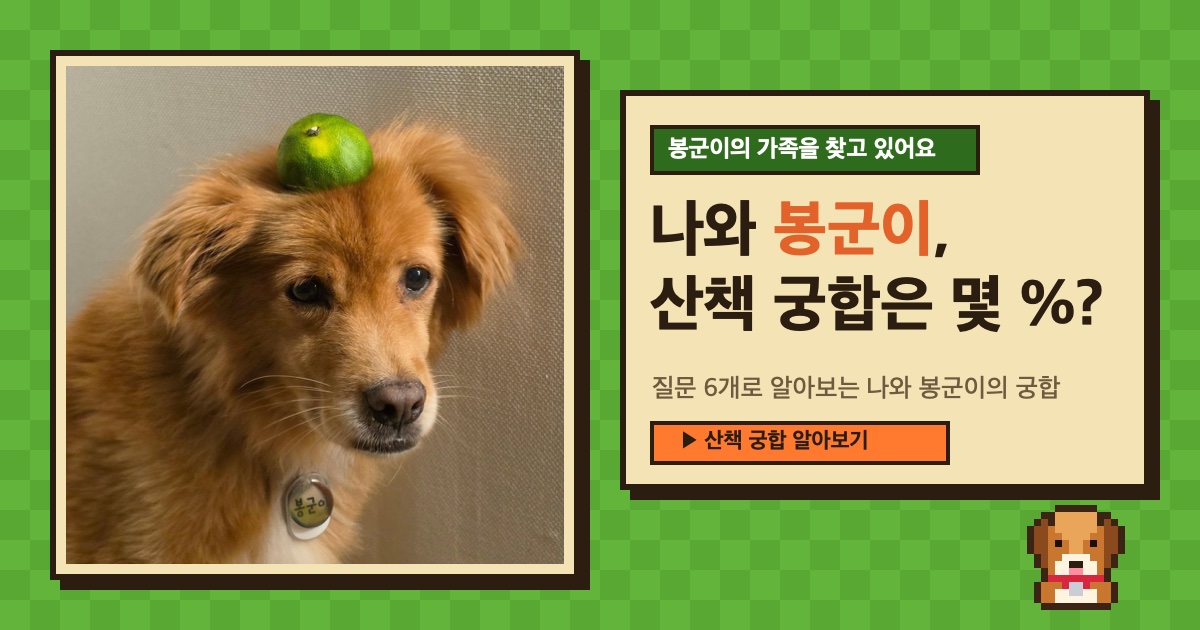 봉군이
봉군이의 가족을 찾고 있어요
나와 봉군이,
산책 궁합은 몇 %?
질문 6개로 알아보는 나와 봉군이의 궁합
▶ 산책 궁합 알아보기